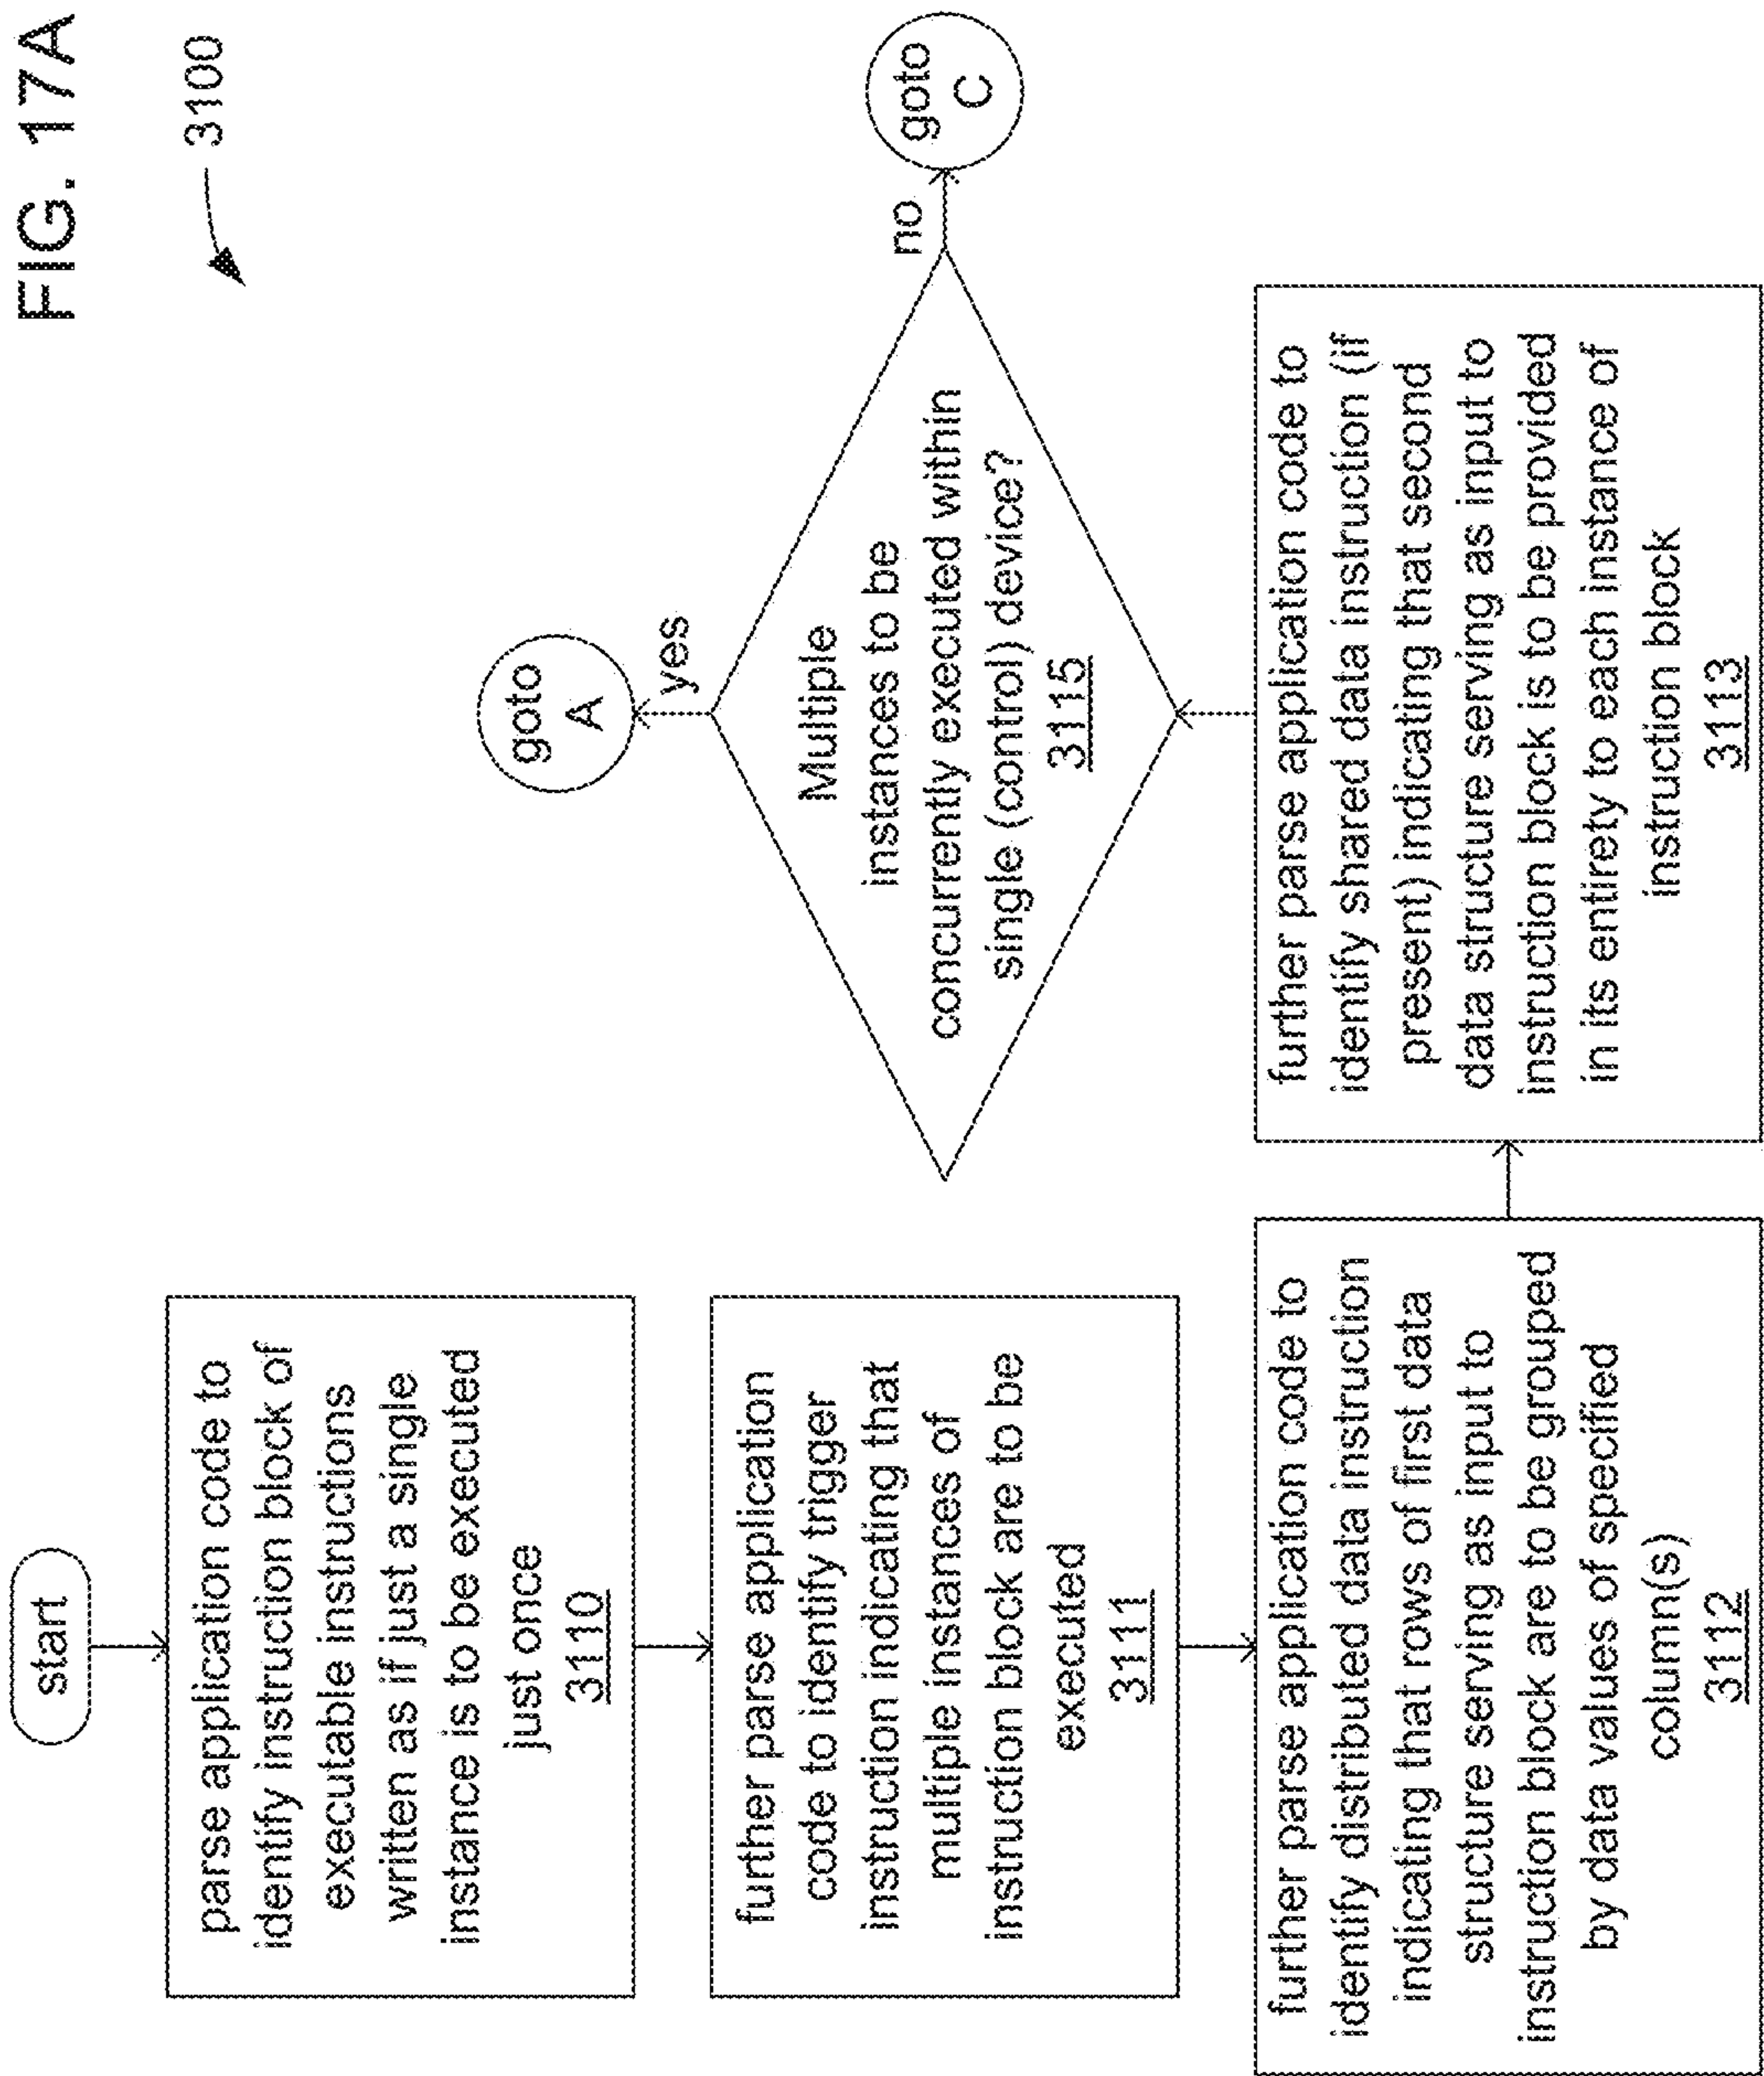 FIG. 17A
3100
start
parse application code to
identify instruction block of
executable instructions
written as if just a single
instance is to be executed
just once
3110
further parse application
code to identify trigger
instruction indicating that
multiple instances of
instruction block are to be
executed
3111
further parse application code to
identify distributed data instruction
indicating that rows of first data
structure serving as input to
instruction block are to be grouped
by data values of specified
column(s)
3112
further parse application code to
identify shared data instruction (if
present) indicating that second
data structure serving as input to
instruction block is to be provided
in its entirety to each instance of
instruction block
3113
Multiple
instances to be
concurrently executed within
single (control) device?
3115
yes
goto
A
no
goto
C